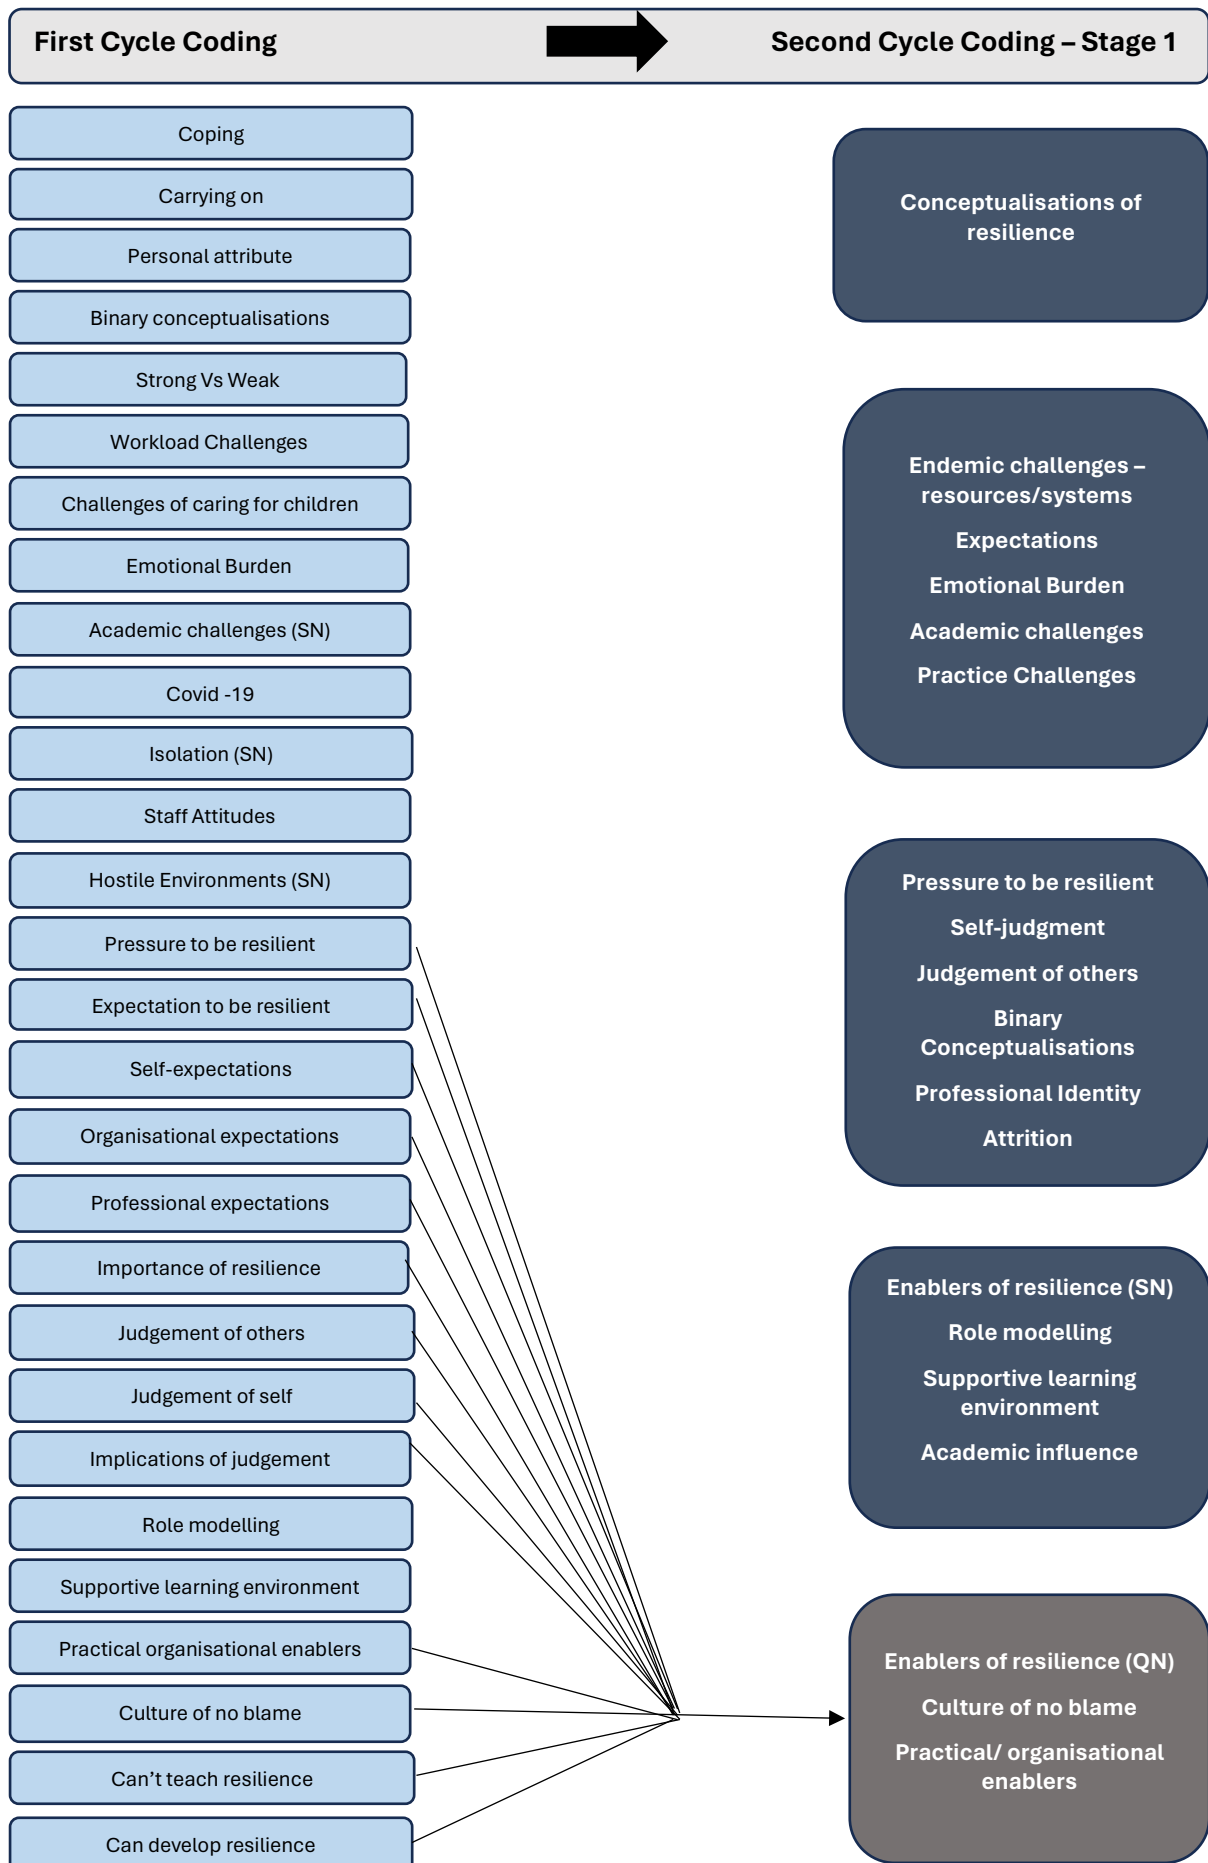 First Cycle Coding
Second Cycle Coding – Stage 1
Coping
Carrying on
Personal attribute
Binary conceptualisations
Strong Vs Weak
Workload Challenges
Challenges of caring for children
Emotional Burden
Academic challenges (SN)
Covid -19
Isolation (SN)
Staff Attitudes
Hostile Environments (SN)
Pressure to be resilient
Expectation to be resilient
Self-expectations
Organisational expectations
Professional expectations
Importance of resilience
Judgement of others
Judgement of self
Implications of judgement
Role modelling
Supportive learning environment
Practical organisational enablers
Culture of no blame
Can’t teach resilience
Can develop resilience
Conceptualisations of
resilience
Endemic challenges –
resources/systems
Expectations
Emotional Burden
Academic challenges
Practice Challenges
Pressure to be resilient
Self-judgment
Judgement of others
Binary
Conceptualisations
Professional Identity
Attrition
Enablers of resilience (SN)
Role modelling
Supportive learning
environment
Academic influence
Enablers of resilience (QN)
Culture of no blame
Practical/ organisational
enablers